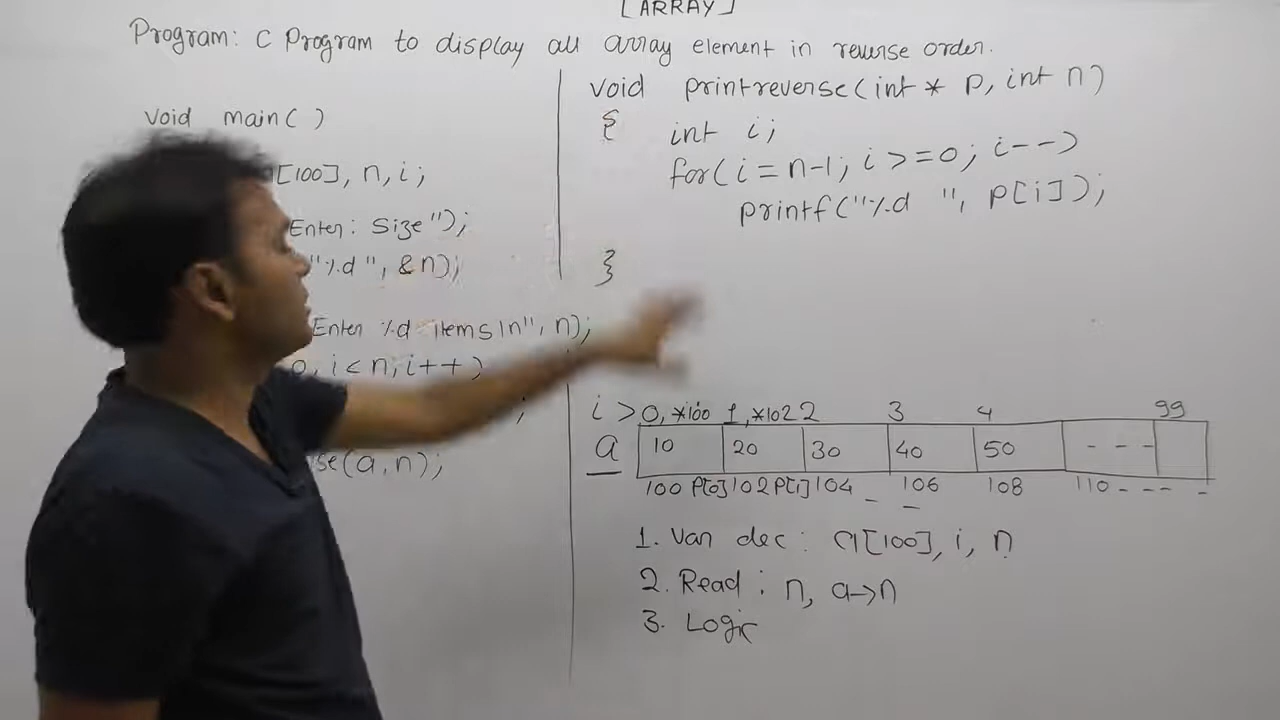 [ARRAY]
Program: C Program to display all array element in reverse order.
void main( )
[100], n, i;
Enter: Size");
"%d", &n);
Enter %d items\n", n);
0, i<n; i++)
;
se(a,n);
void printreverse(int * P, int n)
{
int i;
for(i=n-1; i>=0; i-->
printf("%d ", P[i]);
}
i > 0, *100 1, *102 2 3 4 99
a 10 20 30 40 50 - - -
100 P[0] 102 P[1] 104 _ 106 108 110 - - - -
1. Var dec: a[100], i, n
2. Read: n, a->n
3. Logic